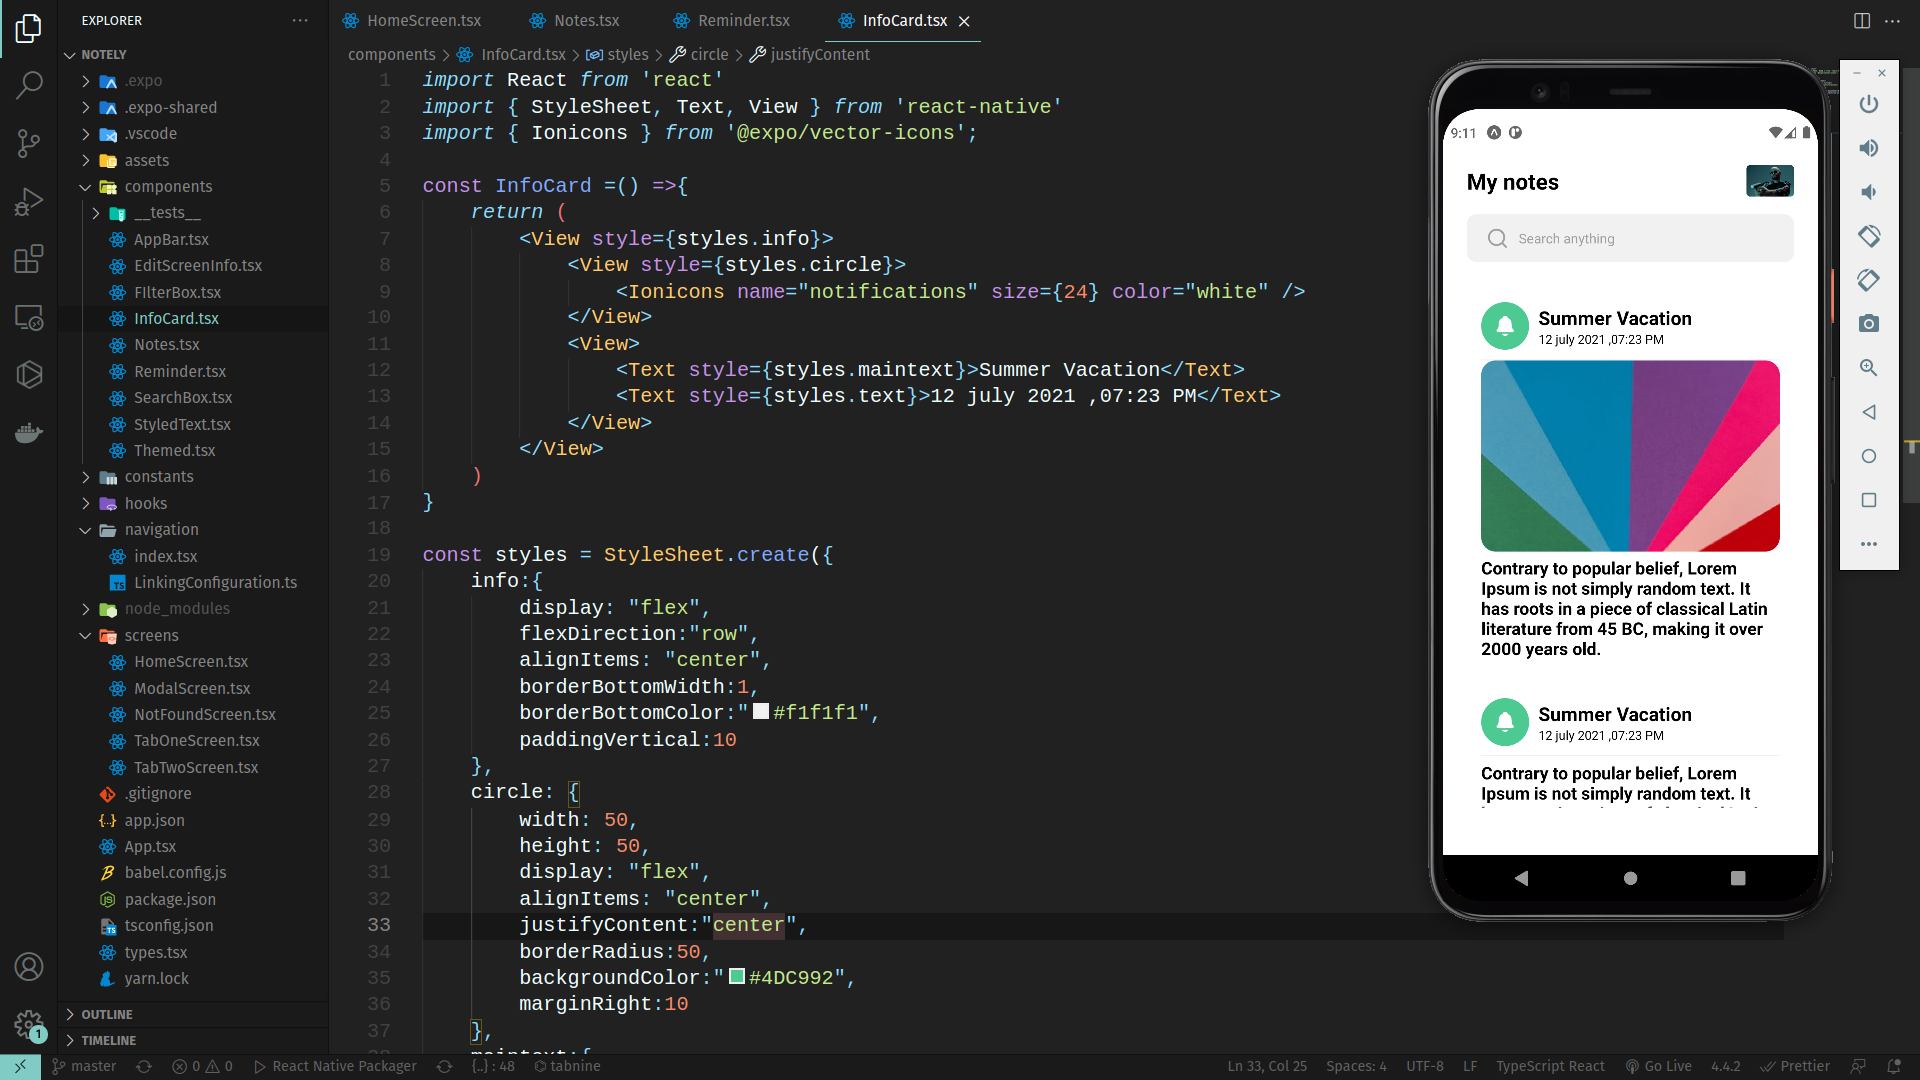 EXPLORER
NOTELY
.expo
.expo-shared
.vscode
assets
components
__tests__
AppBar.tsx
EditScreenInfo.tsx
FIlterBox.tsx
InfoCard.tsx
Notes.tsx
Reminder.tsx
SearchBox.tsx
StyledText.tsx
Themed.tsx
constants
hooks
navigation
index.tsx
LinkingConfiguration.ts
node_modules
screens
HomeScreen.tsx
ModalScreen.tsx
NotFoundScreen.tsx
TabOneScreen.tsx
TabTwoScreen.tsx
.gitignore
app.json
App.tsx
babel.config.js
package.json
tsconfig.json
types.tsx
yarn.lock
OUTLINE
TIMELINE
HomeScreen.tsx Notes.tsx Reminder.tsx InfoCard.tsx
components > InfoCard.tsx > styles > circle > justifyContent
1 import React from 'react'
2 import { StyleSheet, Text, View } from 'react-native'
3 import { Ionicons } from '@expo/vector-icons';
4
5 const InfoCard =() =>{
6 return (
7 <View style={styles.info}>
8 <View style={styles.circle}>
9 <Ionicons name="notifications" size={24} color="white" />
10 </View>
11 <View>
12 <Text style={styles.maintext}>Summer Vacation</Text>
13 <Text style={styles.text}>12 july 2021 ,07:23 PM</Text>
14 </View>
15 </View>
16 )
17 }
18
19 const styles = StyleSheet.create({
20 info:{
21 display: "flex",
22 flexDirection:"row",
23 alignItems: "center",
24 borderBottomWidth:1,
25 borderBottomColor:"#f1f1f1",
26 paddingVertical:10
27 },
28 circle: {
29 width: 50,
30 height: 50,
31 display: "flex",
32 alignItems: "center",
33 justifyContent:"center",
34 borderRadius:50,
35 backgroundColor:"#4DC992",
36 marginRight:10
37 },
38 maintext:{
9:11
My notes
Search anything
Summer Vacation
12 july 2021 ,07:23 PM
Contrary to popular belief, Lorem
Ipsum is not simply random text. It
has roots in a piece of classical Latin
literature from 45 BC, making it over
2000 years old.
Summer Vacation
12 july 2021 ,07:23 PM
Contrary to popular belief, Lorem
Ipsum is not simply random text. It
1
master 0 0 React Native Packager {..} : 48 tabnine Ln 33, Col 25 Spaces: 4 UTF-8 LF TypeScript React Go Live 4.4.2 Prettier